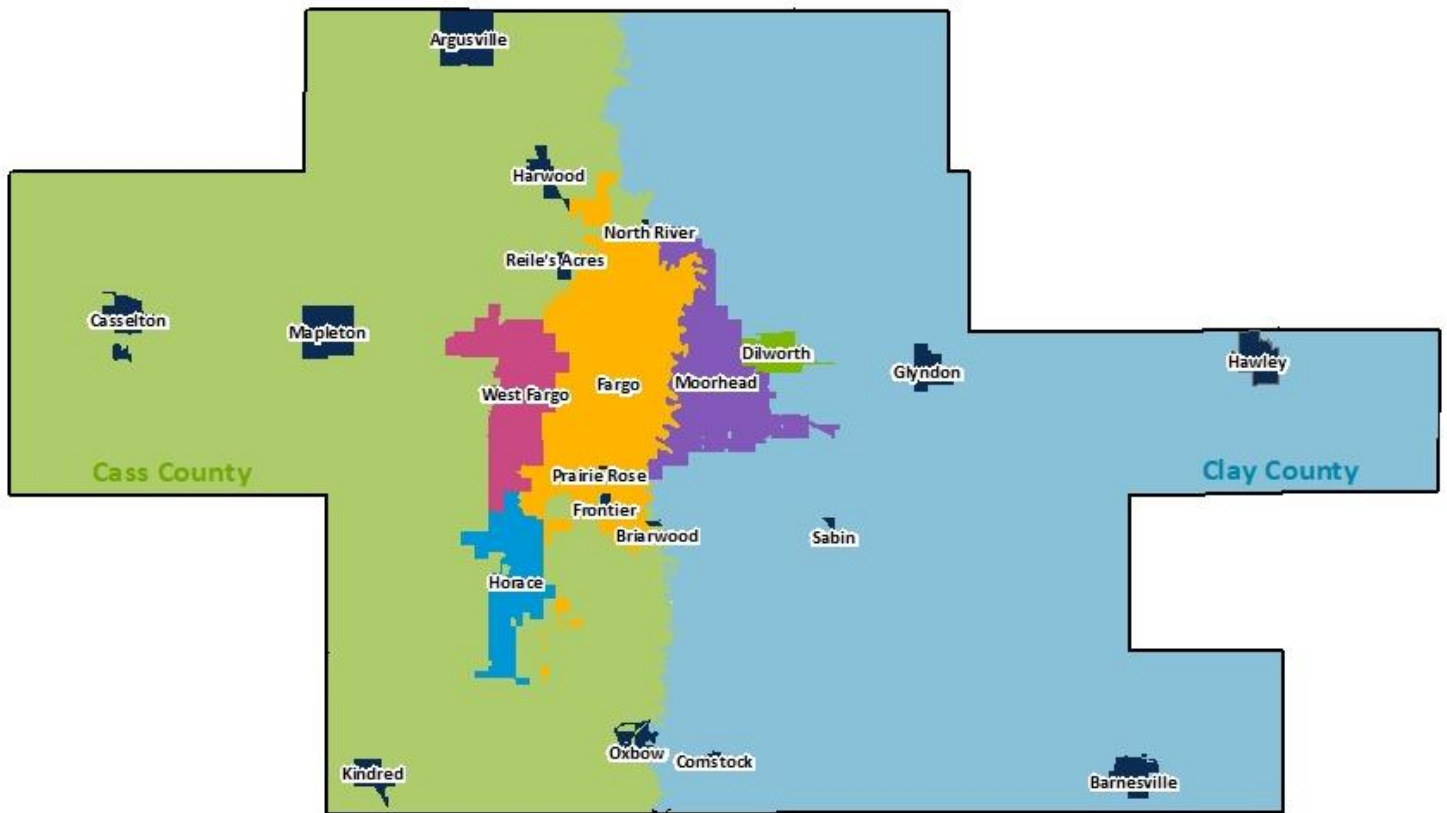 Argusville
Harwood
North River
Reile's Acres
Casselton
Mapleton
Dilworth
Hawley
Glyndon
West Fargo
Fargo
Moorhead
Cass County
Clay County
Prairie Rose
Frontier
Briarwood
Sabin
Horace
Oxbow
Comstock
Kindred
Barnesville